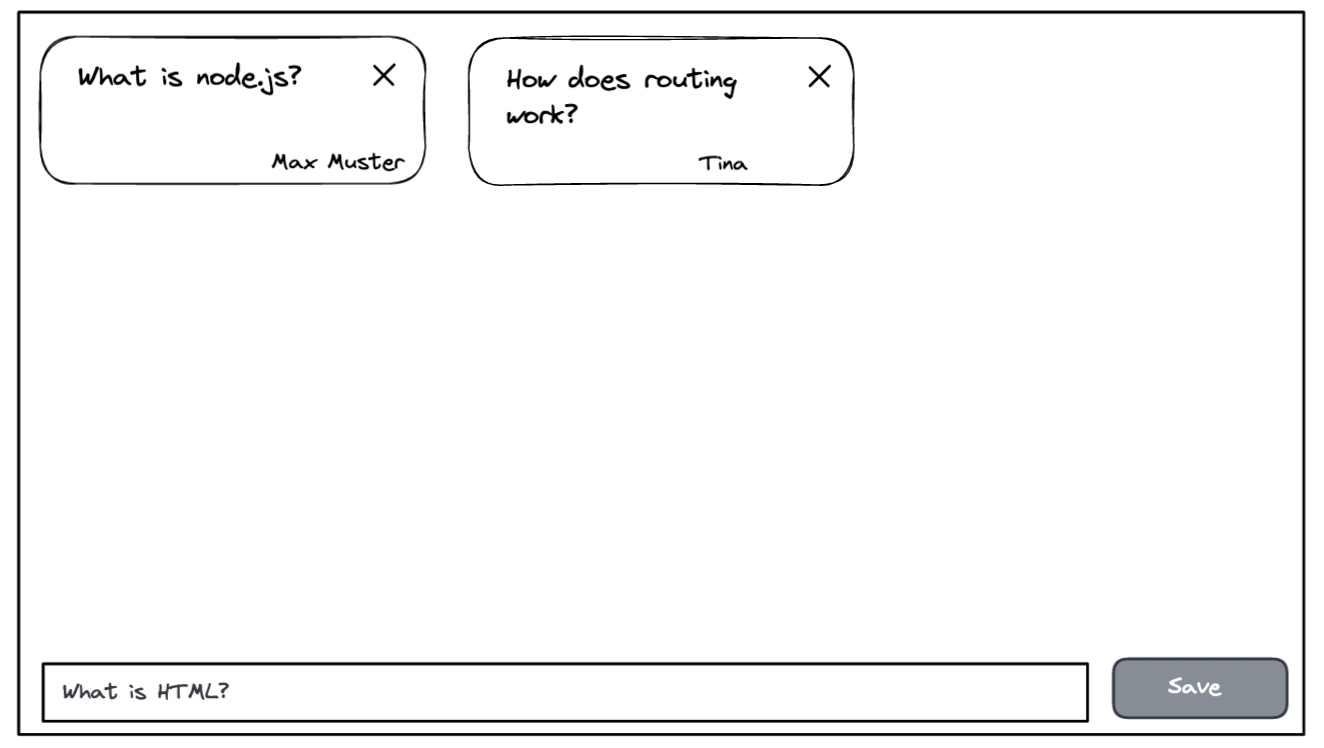 What is node.js?
Max Muster
How does routing
work?
Tina
What is HTML?
Save